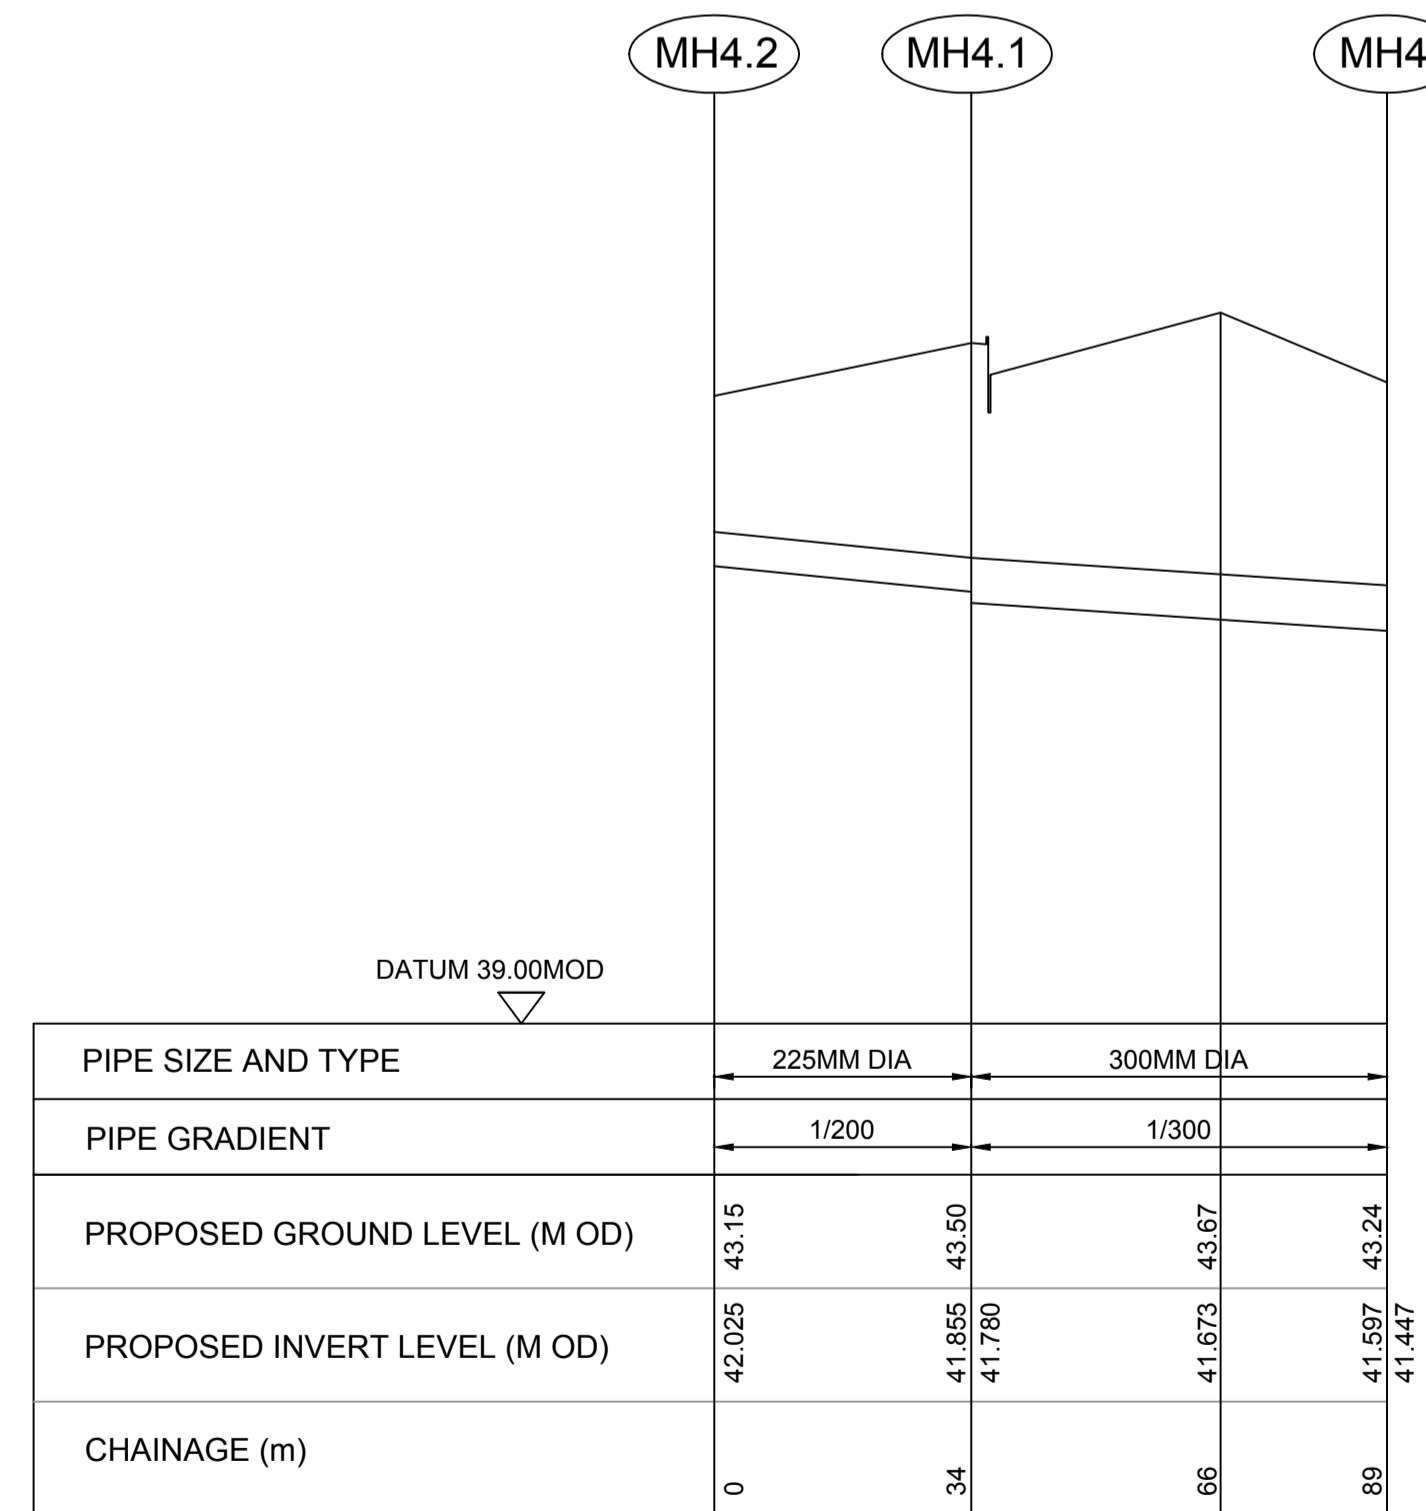 MH4.2 MH4.1 MH4
DATUM 39.00MOD
PIPE SIZE AND TYPE 225MM DIA 300MM DIA
PIPE GRADIENT 1/200 1/300
PROPOSED GROUND LEVEL (M OD) 43.15 43.50 43.67 43.24
PROPOSED INVERT LEVEL (M OD) 42.025 41.855 41.780 41.673 41.597 41.447
CHAINAGE (m) 0 34 66 89